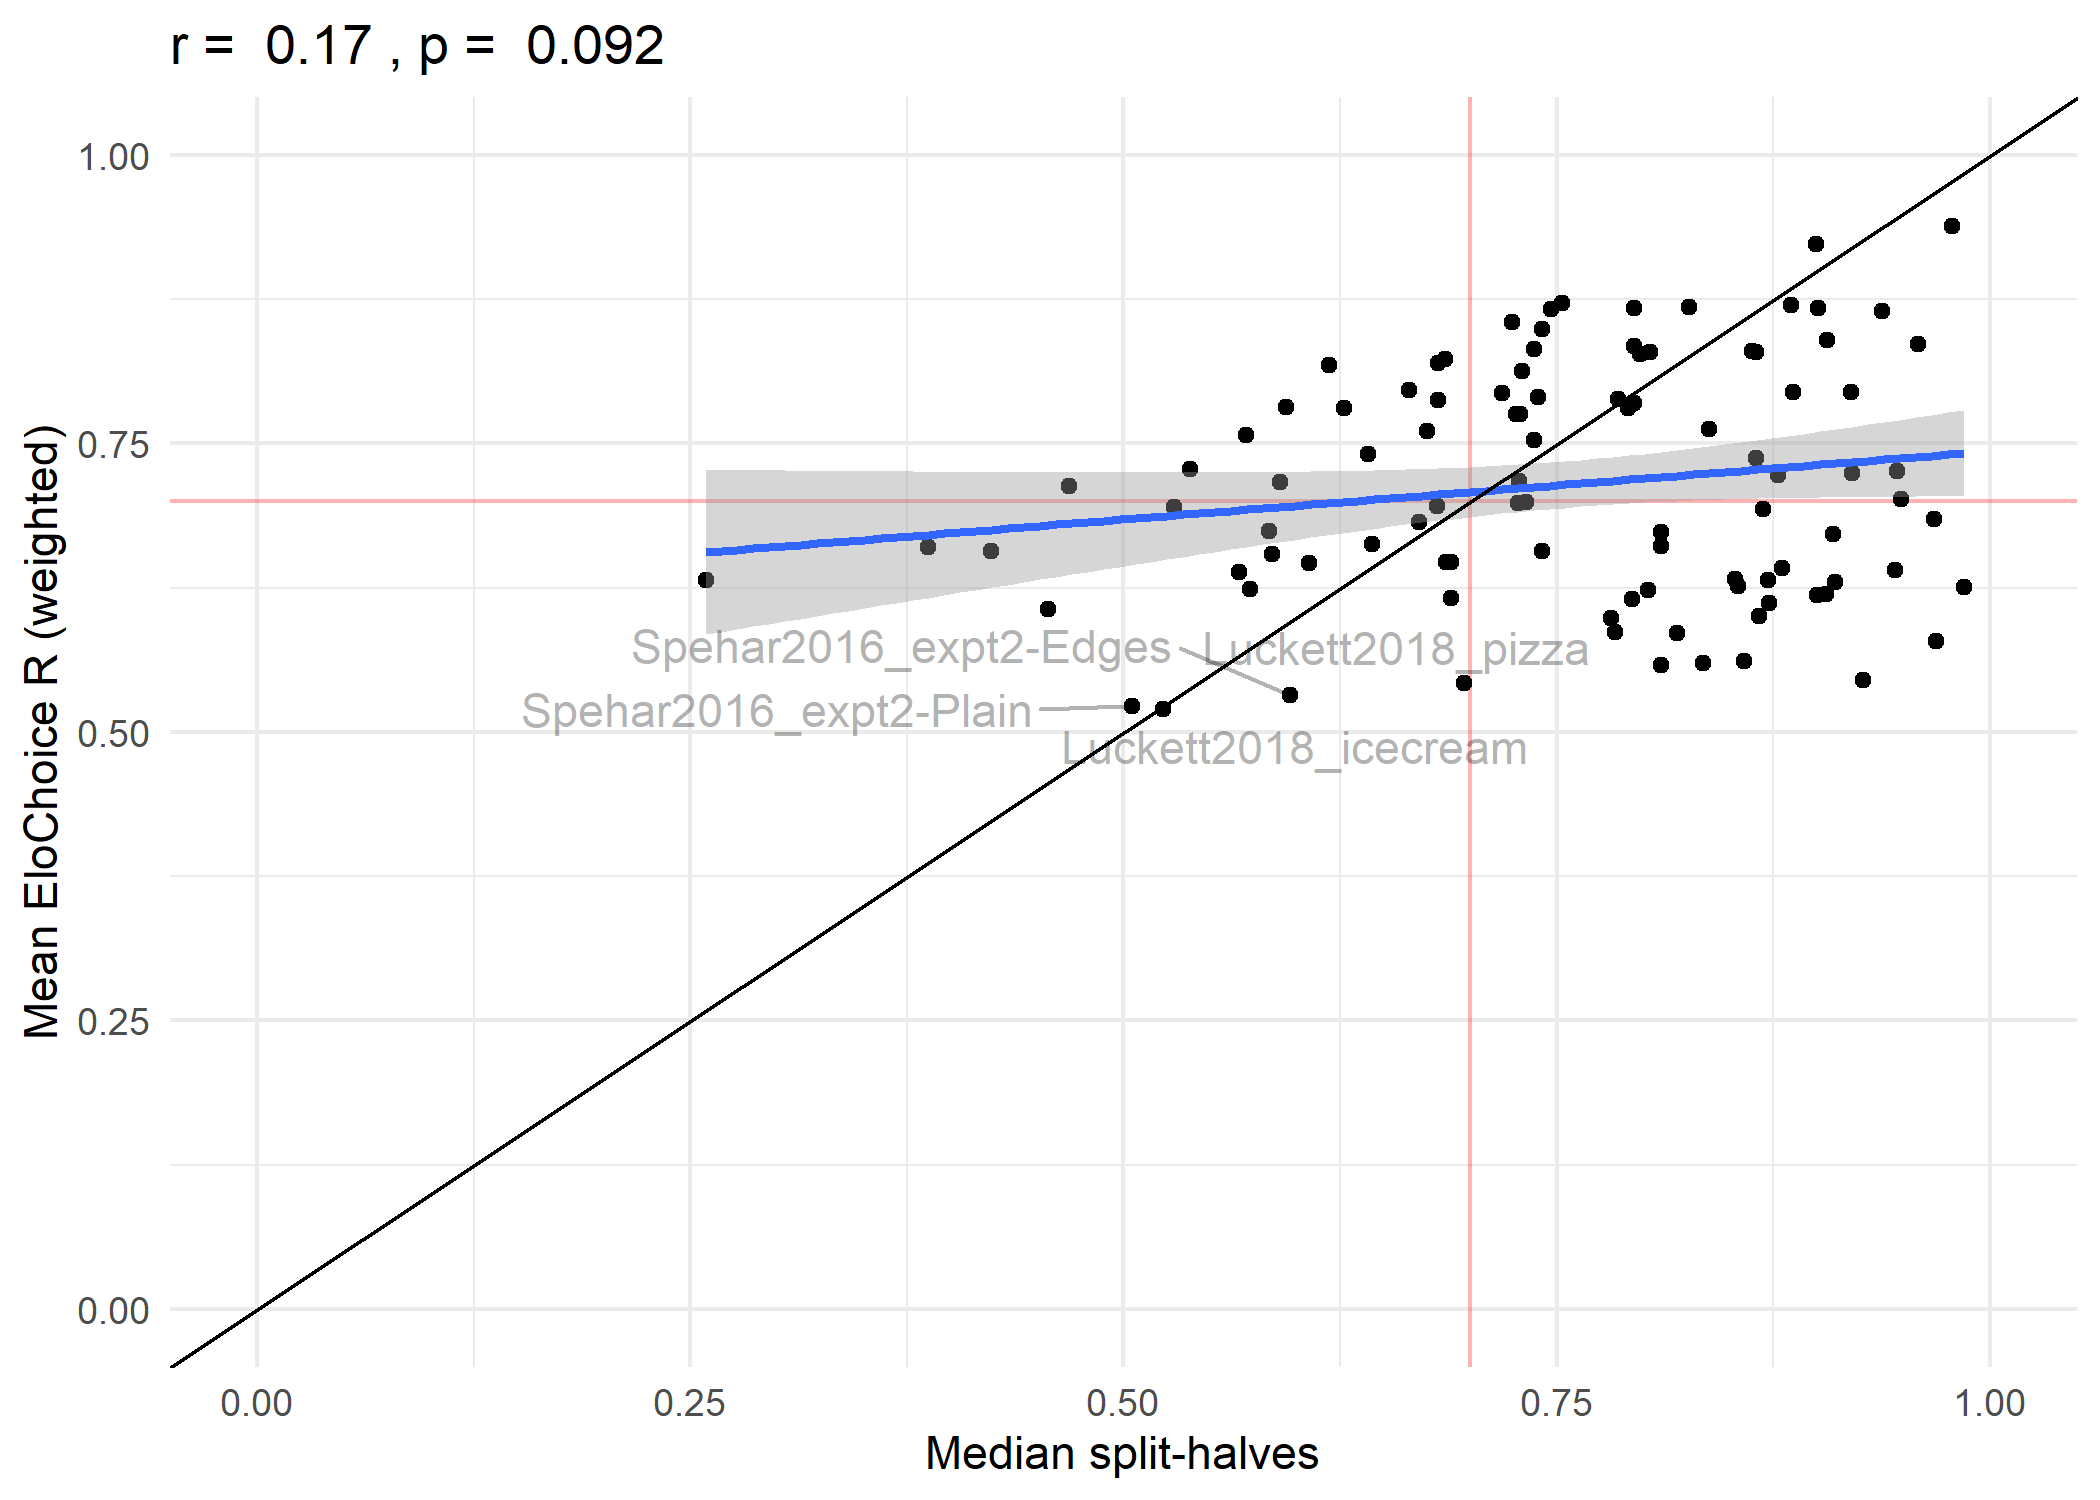 r =  0.17 , p =  0.092
Mean EloChoice R (weighted)
1.00
0.75
0.50
0.25
0.00
Spehar2016_expt2-Edges
Luckett2018_pizza
Spehar2016_expt2-Plain
Luckett2018_icecream
0.00
0.25
0.50
0.75
1.00
Median split-halves